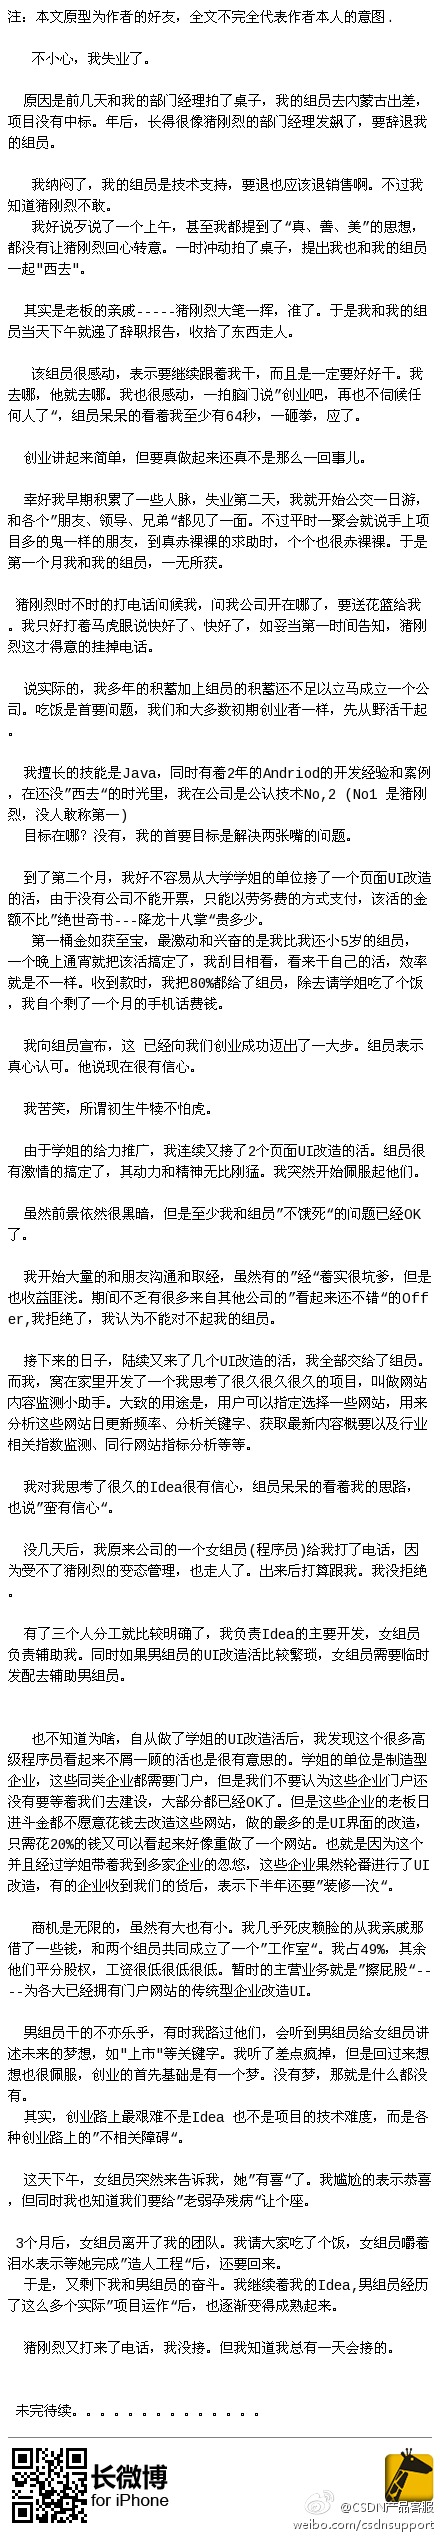 注：本文原型为作者的好友，全文不完全代表作者本人的意图.
不小心，我失业了。
原因是前几天和我的部门经理拍了桌子，我的组员去内蒙古出差，
项目没有中标。年后，长得很像猪刚烈的部门经理发飙了，要辞退我
的组员。
我纳闷了，我的组员是技术支持，要退也应该退销售啊。不过我
知道猪刚烈不敢。
我好说歹说了一个上午，甚至我都提到了“真、善、美”的思想，
都没有让猪刚烈回心转意。一时冲动拍了桌子，提出我也和我的组员
一起"西去"。
其实是老板的亲戚-----猪刚烈大笔一挥，准了。于是我和我的组
员当天下午就递了辞职报告，收拾了东西走人。
该组员很感动，表示要继续跟着我干，而且是一定要好好干。我
去哪，他就去哪。我也很感动，一拍脑门说”创业吧，再也不伺候任
何人了“，组员呆呆的看着我至少有64秒，一砸拳，应了。
创业讲起来简单，但要真做起来还真不是那么一回事儿。
幸好我早期积累了一些人脉，失业第二天，我就开始公交一日游，
和各个”朋友、领导、兄弟“都见了一面。不过平时一聚会就说手上项
目多的鬼一样的朋友，到真赤裸裸的求助时，个个也很赤裸裸。于是
第一个月我和我的组员，一无所获。
猪刚烈时不时的打电话问候我，问我公司开在哪了，要送花篮给我
。我只好打着马虎眼说快好了、快好了，如妥当第一时间告知，猪刚
烈这才得意的挂掉电话。
说实际的，我多年的积蓄加上组员的积蓄还不足以立马成立一个公
司。吃饭是首要问题，我们和大多数初期创业者一样，先从野活干起
。
我擅长的技能是Java，同时有着2年的Andriod的开发经验和案例
，在还没”西去“的时光里，我在公司是公认技术No,2 (No1 是猪刚
烈，没人敢称第一)
目标在哪？没有，我的首要目标是解决两张嘴的问题。
到了第二个月，我好不容易从大学学姐的单位接了一个页面UI改造
的活，由于没有公司不能开票，只能以劳务费的方式支付，该活的金
额不比”绝世奇书---降龙十八掌“贵多少。
第一桶金如获至宝，最激动和兴奋的是我比我还小5岁的组员，
一个晚上通宵就把该活搞定了，我刮目相看，看来干自己的活，效率
就是不一样。收到款时，我把80%都给了组员，除去请学姐吃了个饭
，我自个剩了一个月的手机话费钱。
我向组员宣布，这 已经向我们创业成功迈出了一大步。组员表示
真心认可。他说现在很有信心。
我苦笑，所谓初生牛犊不怕虎。
由于学姐的给力推广，我连续又接了2个页面UI改造的活。组员很
有激情的搞定了，其动力和精神无比刚猛。我突然开始佩服起他们。
虽然前景依然很黑暗，但是至少我和组员”不饿死“的问题已经OK
了。
我开始大量的和朋友沟通和取经，虽然有的”经“着实很坑爹，但是
也收益匪浅。期间不乏有很多来自其他公司的”看起来还不错“的Off
er,我拒绝了，我认为不能对不起我的组员。
接下来的日子，陆续又来了几个UI改造的活，我全部交给了组员。
而我，窝在家里开发了一个我思考了很久很久很久的项目，叫做网站
内容监测小助手。大致的用途是，用户可以指定选择一些网站，用来
分析这些网站日更新频率、分析关键字、获取最新内容概要以及行业
相关指数监测、同行网站指标分析等等。
我对我思考了很久的Idea很有信心，组员呆呆的看着我的思路，
也说”蛮有信心“。
没几天后，我原来公司的一个女组员(程序员)给我打了电话，因
为受不了猪刚烈的变态管理，也走人了。出来后打算跟我。我没拒绝
。
有了三个人分工就比较明确了，我负责Idea的主要开发，女组员
负责辅助我。同时如果男组员的UI改造活比较繁琐，女组员需要临时
发配去辅助男组员。
也不知道为啥，自从做了学姐的UI改造活后，我发现这个很多高
级程序员看起来不屑一顾的活也是很有意思的。学姐的单位是制造型
企业，这些同类企业都需要门户，但是我们不要认为这些企业门户还
没有要等着我们去建设，大部分都已经OK了。但是这些企业的老板日
进斗金都不愿意花钱去改造这些网站，做的最多的是UI界面的改造，
只需花20%的钱又可以看起来好像重做了一个网站。也就是因为这个
并且经过学姐带着我到多家企业的忽悠，这些企业果然轮番进行了UI
改造，有的企业收到我们的货后，表示下半年还要”装修一次“。
商机是无限的，虽然有大也有小。我几乎死皮赖脸的从我亲戚那
借了一些钱，和两个组员共同成立了一个”工作室“。我占49%，其余
他们平分股权，工资很低很低很低。暂时的主营业务就是”擦屁股“--
--为各大已经拥有门户网站的传统型企业改造UI。
男组员干的不亦乐乎，有时我路过他们，会听到男组员给女组员讲
述未来的梦想，如"上市"等关键字。我听了差点疯掉，但是回过来想
想也很佩服，创业的首先基础是有一个梦。没有梦，那就是什么都没
有。
其实，创业路上最艰难不是Idea 也不是项目的技术难度，而是各
种创业路上的”不相关障碍“。
这天下午，女组员突然来告诉我，她”有喜“了。我尴尬的表示恭喜
，但同时我也知道我们要给”老弱孕残病“让个座。
3个月后，女组员离开了我的团队。我请大家吃了个饭，女组员嚼着
泪水表示等她完成”造人工程“后，还要回来。
于是，又剩下我和男组员的奋斗。我继续着我的Idea,男组员经历
了这么多个实际”项目运作“后，也逐渐变得成熟起来。
猪刚烈又打来了电话，我没接。但我知道我总有一天会接的。
未完待续。。。。。。。。。。。。。。
长微博
for iPhone
@CSDN产品客服
weibo.com/csdnsupport